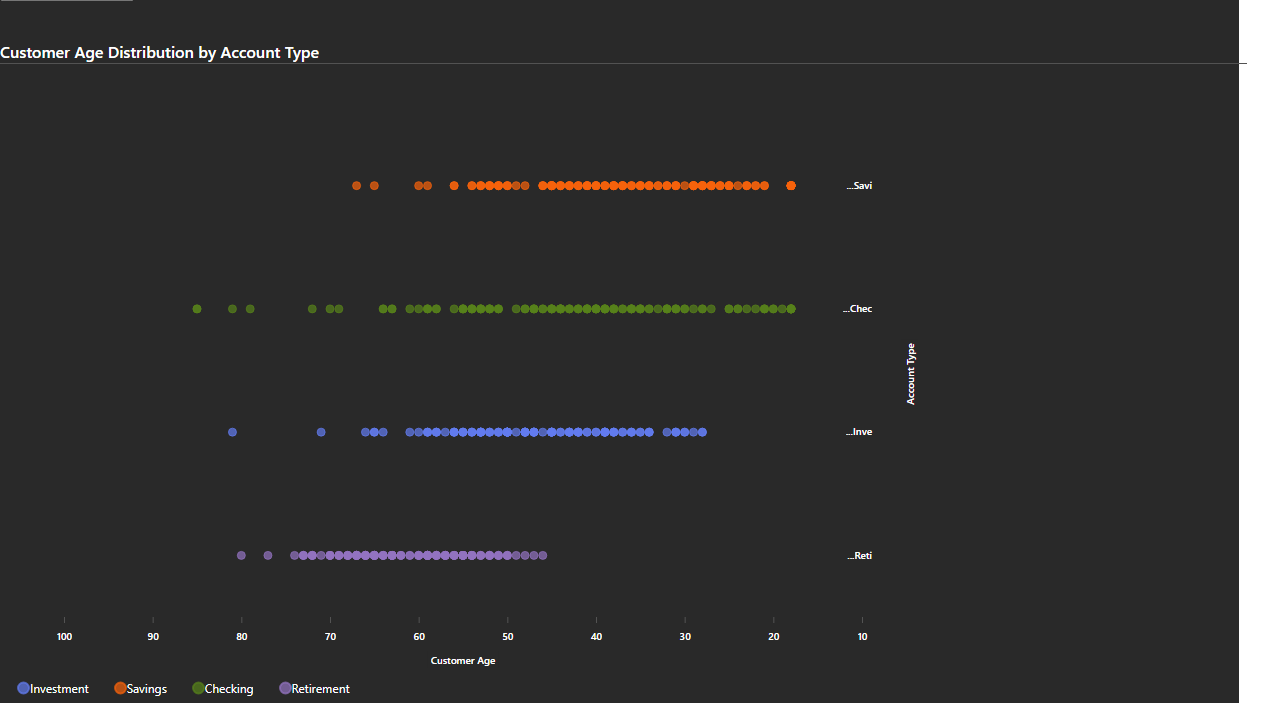 Customer Age Distribution by Account Type
...Savi
...Chec
Account Type
...Inve
...Reti
100 90 80 70 60 50 40 30 20 10
Customer Age
Investment Savings Checking Retirement